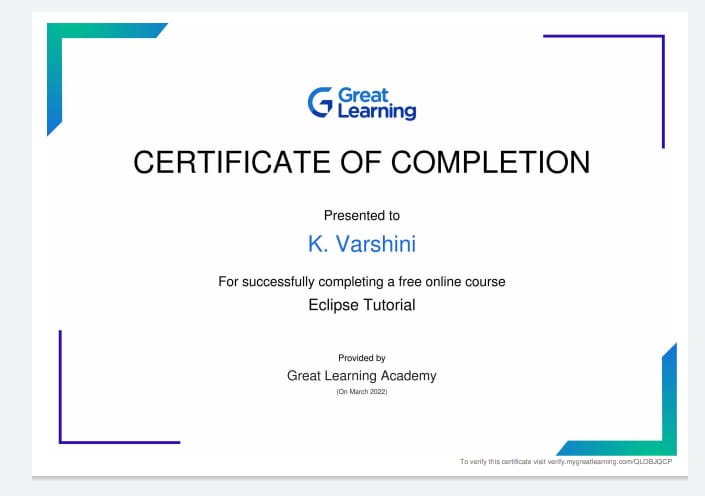 Great
Learning
CERTIFICATE OF COMPLETION
Presented to
K. Varshini
For successfully completing a free online course
Eclipse Tutorial
Provided by
Great Learning Academy
(On March 2022)
To verify this certificate visit verify.mygreatlearning.com/QLOBJQCP